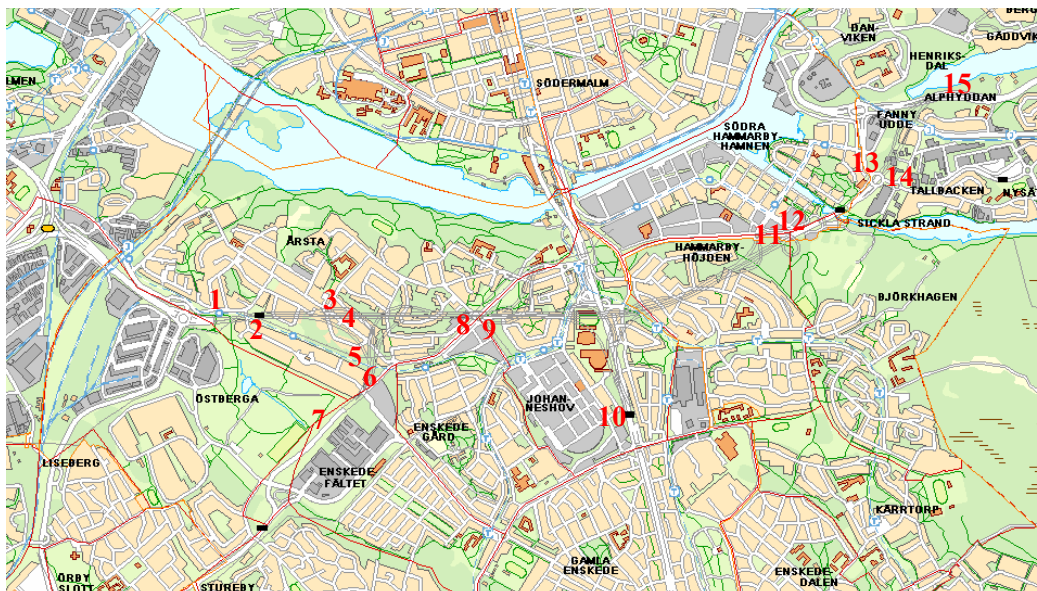 DAN-
VIKEN
BERG
GÄDDVIK
HENRIKS-
DAL
LMEN
SÖDERMALM
15
ALPHYDDAN
FANNY
UDDE
SÖDRA
HAMMARBY-
HAMNEN
13
14
TALLBACKEN
NYSÄT
12
SICKLA STRAND
11
ÅRSTA
HAMMARBY-
HÖJDEN
BJÖRKHAGEN
1
3
2
4
8
9
5
6
ÖSTBERGA
7
JOHAN-
NESHOV
10
ENSKEDE
GÅRD
LISEBERG
ENSKEDE
FÄLTET
KÄRRTORP
GAMLA
ENSKEDE
ENSKEDE-
DALEN
ÖRBY
SLOTT
STUREBY